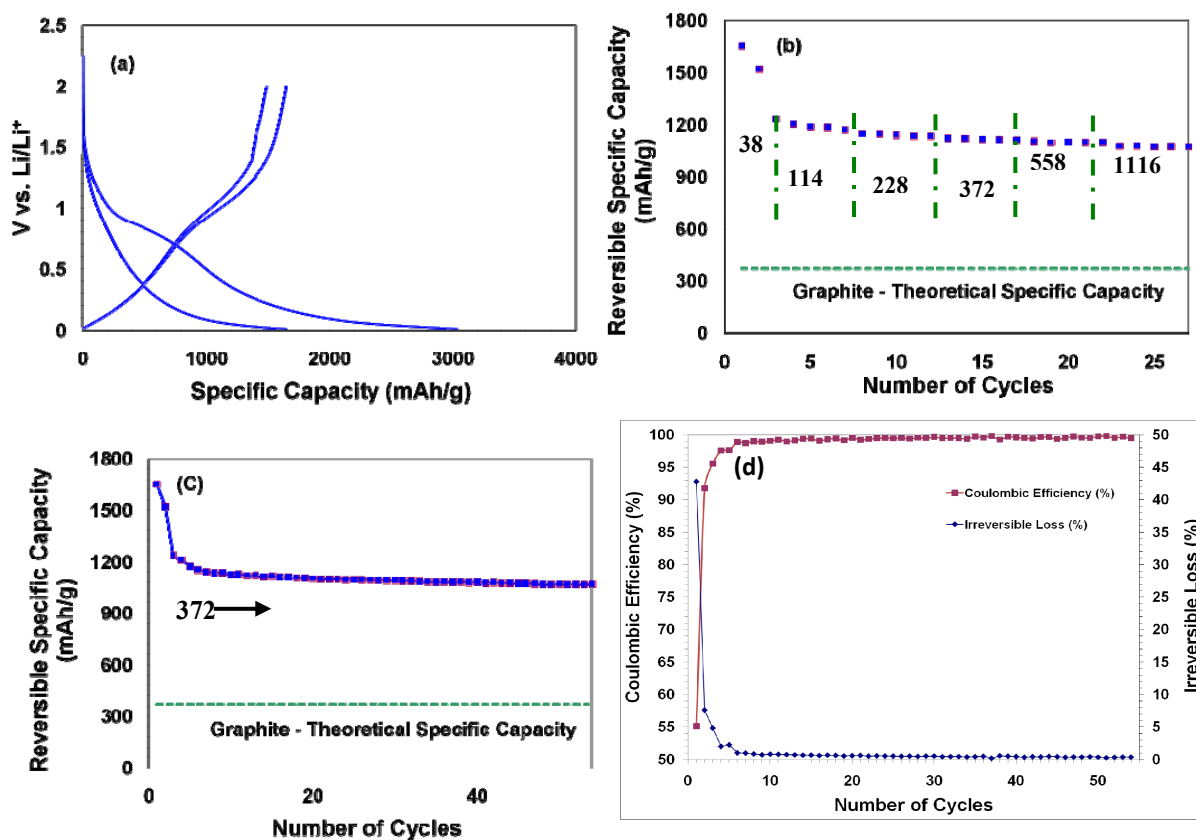 (a)
2.5
2
1.5
1
0.5
0
V vs. Li/Li+
0 1000 2000 3000 4000
Specific Capacity (mAh/g)
(b)
1800
1500
1200
900
600
300
0
Reversible Specific Capacity
(mAh/g)
38
114
228
372
558
1116
Graphite - Theoretical Specific Capacity
0 5 10 15 20 25
Number of Cycles
(C)
1800
1500
1200
900
600
300
0
Reversible Specific Capacity
(mAh/g)
372
Graphite - Theoretical Specific Capacity
0 20 40
Number of Cycles
(d)
100
95
90
85
80
75
70
65
60
55
50
Coulombic Efficiency (%)
Coulombic Efficiency (%)
Irreversible Loss (%)
50
45
40
35
30
25
20
15
10
5
0
Irreversible Loss (%)
0 10 20 30 40 50
Number of Cycles